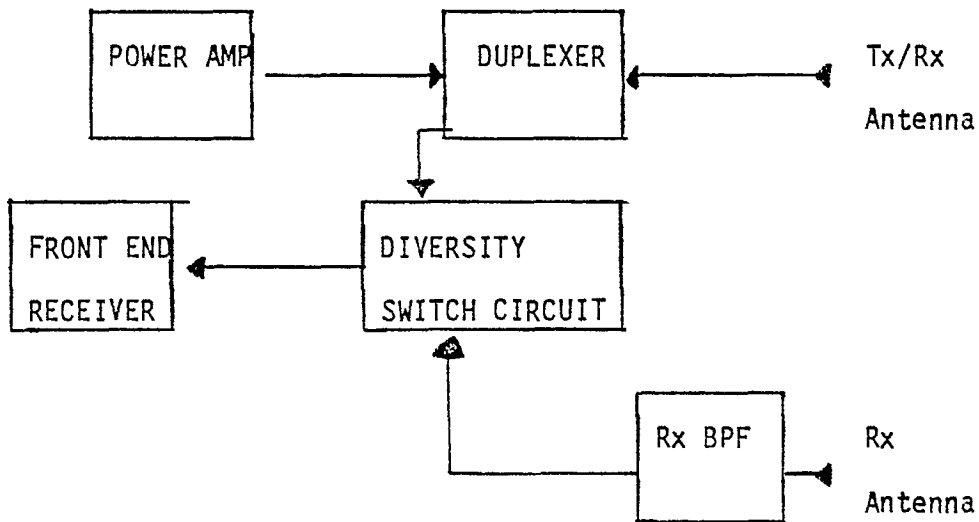 POWER AMP
DUPLEXER
Tx/Rx
Antenna
FRONT END
RECEIVER
DIVERSITY
SWITCH CIRCUIT
Rx BPF
Rx
Antenna